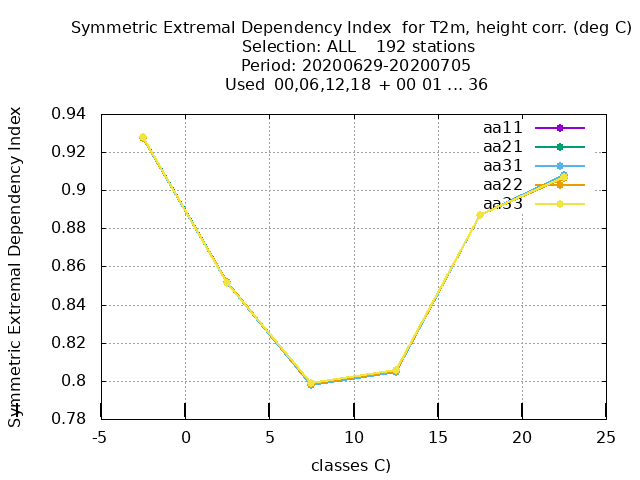 Symmetric Extremal Dependency Index for T2m, height corr. (deg C)
Selection: ALL 192 stations
Period: 20200629-20200705
Used 00,06,12,18 + 00 01 ... 36
Symmetric Extremal Dependency Index
0.94
0.92
0.9
0.88
0.86
0.84
0.82
0.8
0.78
aa11
aa21
aa31
aa22
aa33
-5
0
5
10
15
20
25
classes C)